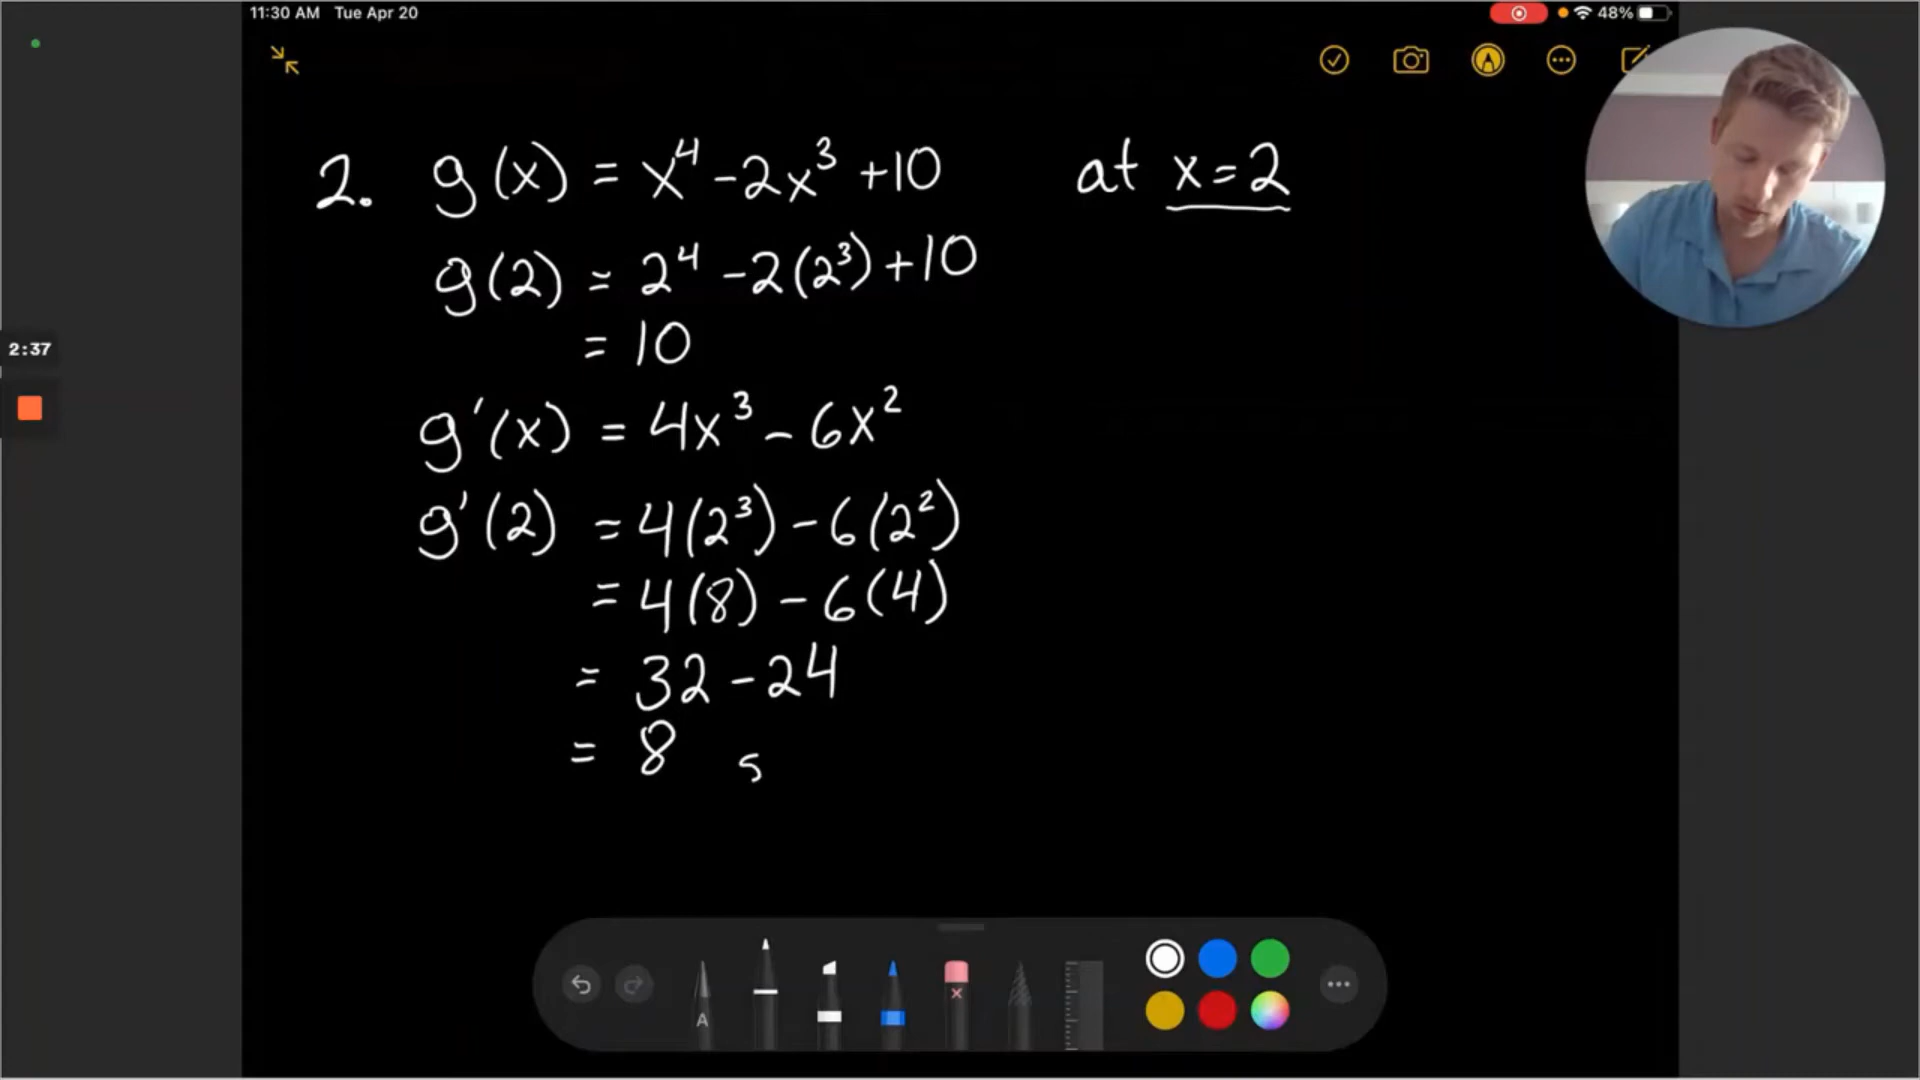 11:30 AM Tue Apr 20
48%
2. g(x) = x⁴ - 2x³ + 10 at x = 2
g(2) = 2⁴ - 2(2³) + 10
= 10
2:37
g'(x) = 4x³ - 6x²
g'(2) = 4(2³) - 6(2²)
= 4(8) - 6(4)
= 32 - 24
= 8 s
A